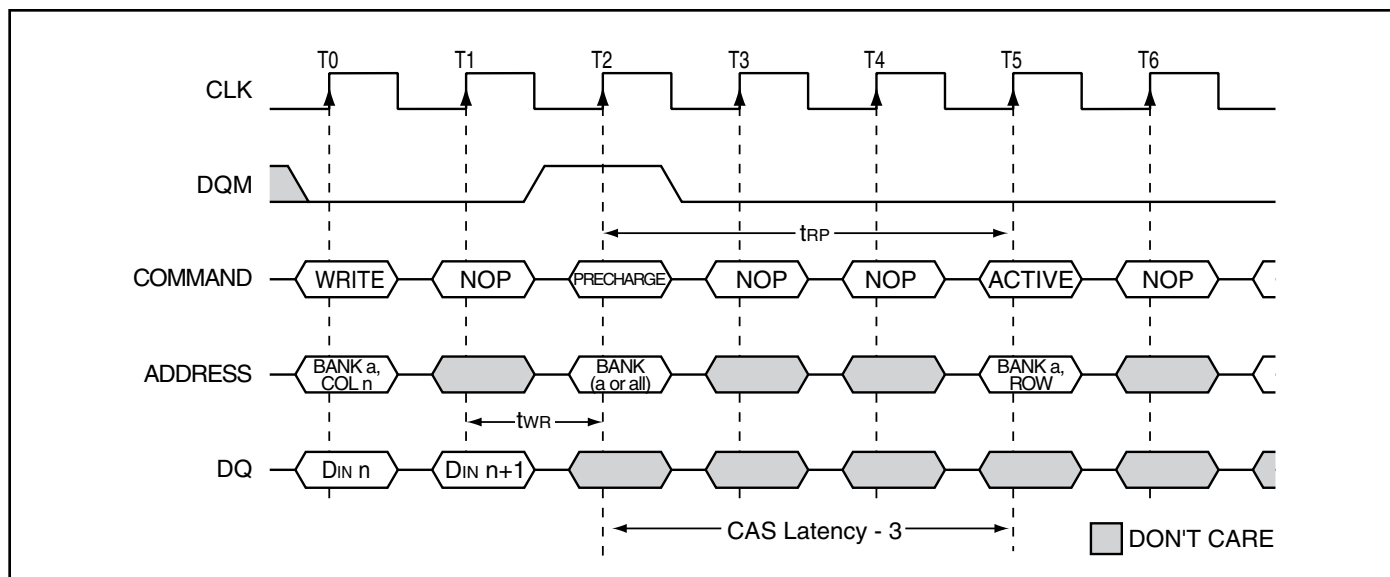 T0 T1 T2 T3 T4 T5 T6
CLK
DQM
tRP
COMMAND WRITE NOP PRECHARGE NOP NOP ACTIVE NOP
ADDRESS BANK a, COL n BANK (a or all) BANK a, ROW
tWR
DQ DIN n DIN n+1
CAS Latency - 3
DON'T CARE